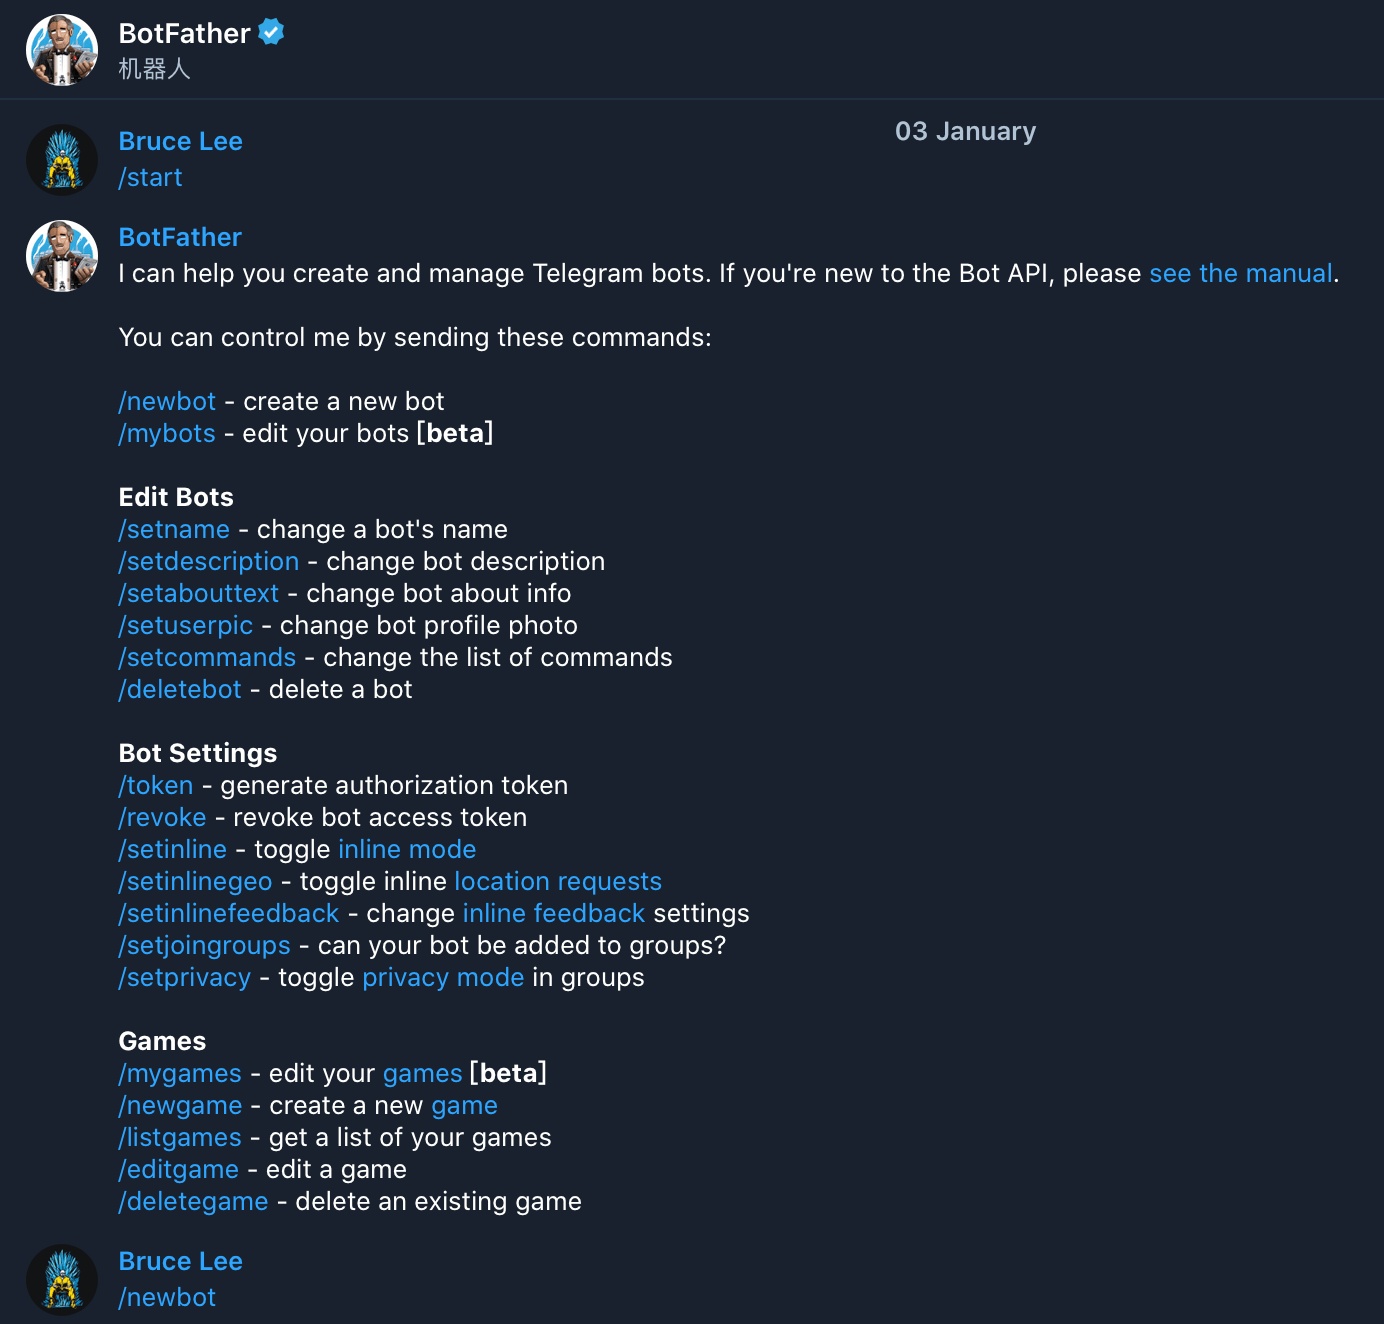 BotFather
机器人
03 January
Bruce Lee
/start
BotFather
I can help you create and manage Telegram bots. If you're new to the Bot API, please see the manual.
You can control me by sending these commands:
/newbot - create a new bot
/mybots - edit your bots [beta]
Edit Bots
/setname - change a bot's name
/setdescription - change bot description
/setabouttext - change bot about info
/setuserpic - change bot profile photo
/setcommands - change the list of commands
/deletebot - delete a bot
Bot Settings
/token - generate authorization token
/revoke - revoke bot access token
/setinline - toggle inline mode
/setinlinegeo - toggle inline location requests
/setinlinefeedback - change inline feedback settings
/setjoingroups - can your bot be added to groups?
/setprivacy - toggle privacy mode in groups
Games
/mygames - edit your games [beta]
/newgame - create a new game
/listgames - get a list of your games
/editgame - edit a game
/deletegame - delete an existing game
Bruce Lee
/newbot